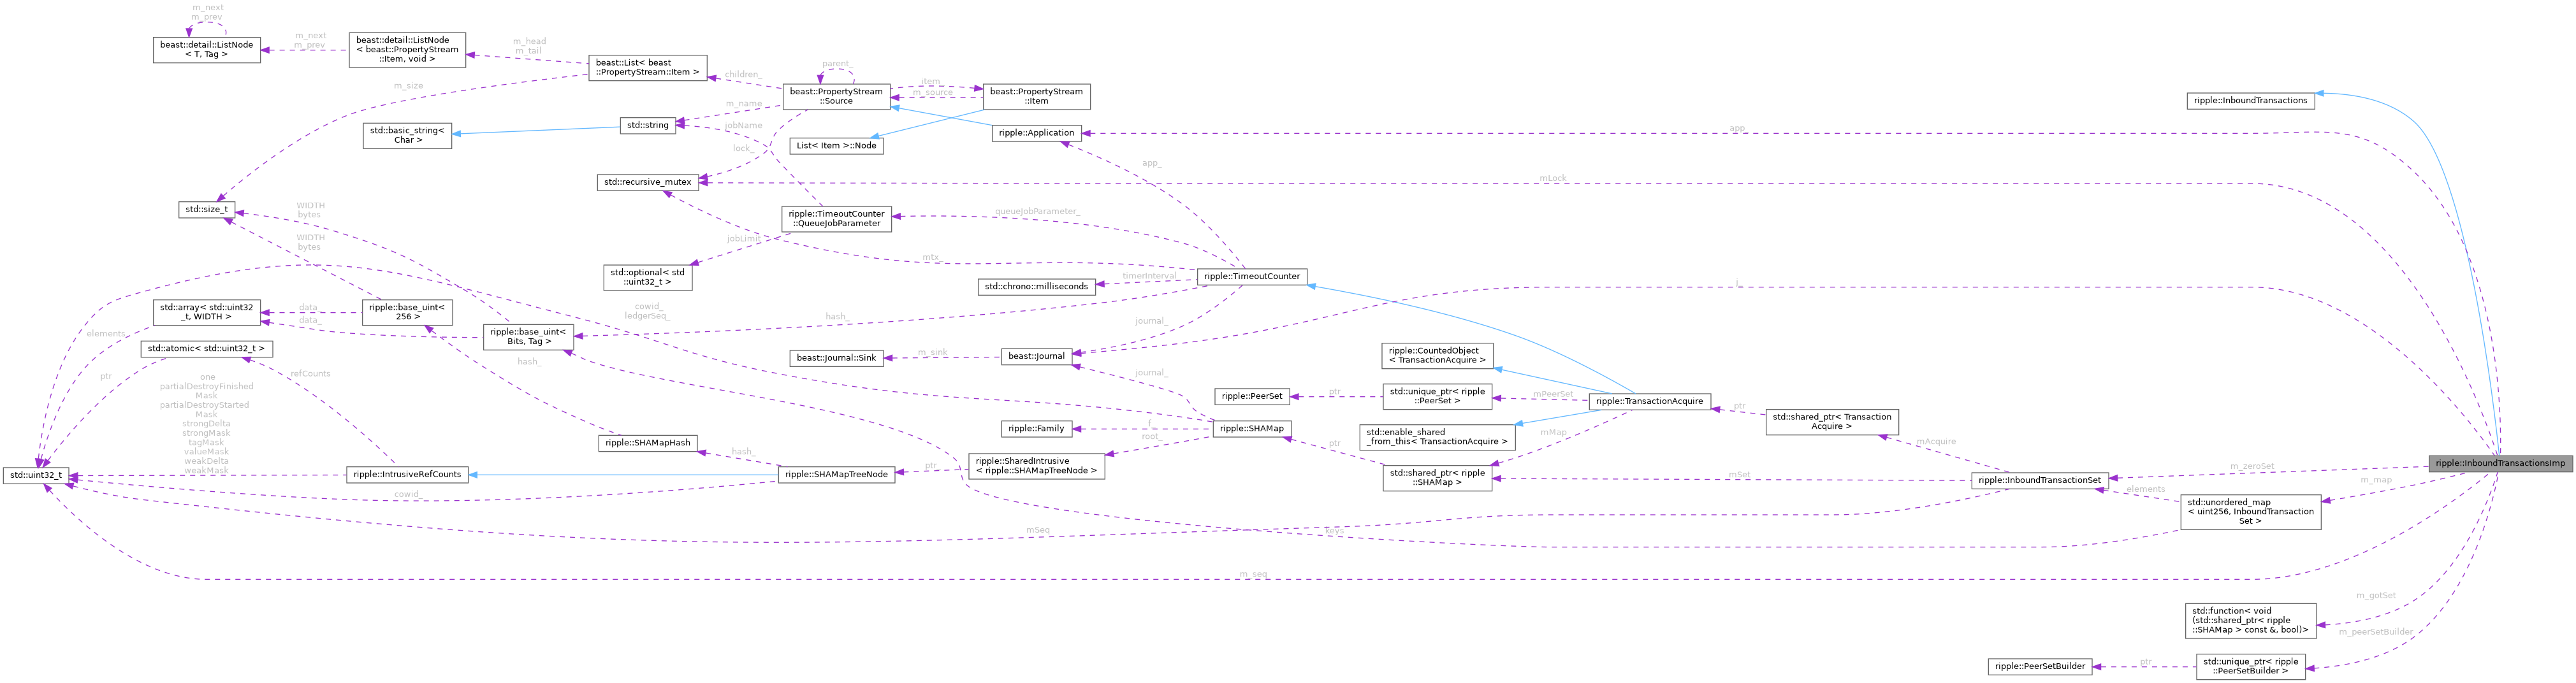 m_next
m_prev
beast::detail::ListNode
< T, Tag >
m_next
m_prev
beast::detail::ListNode
< beast::PropertyStream
::Item, void >
m_head
m_tail
beast::List< beast
::PropertyStream::Item >
m_size
children_
parent_
beast::PropertyStream
::Source
item_
m_source
beast::PropertyStream
::Item
ripple::InboundTransactions
m_name
std::basic_string<
Char >
std::string
jobName
List< Item >::Node
ripple::Application
app_
lock_
std::recursive_mutex
app_
mLock
std::size_t
WIDTH
bytes
ripple::TimeoutCounter
::QueueJobParameter
queueJobParameter_
WIDTH
bytes
jobLimit
mtx_
std::optional< std
::uint32_t >
std::chrono::milliseconds
timerInterval_
ripple::TimeoutCounter
j_
std::array< std::uint32
_t, WIDTH >
data_
data_
ripple::base_uint<
256 >
cowid_
ledgerSeq_
hash_
elements
ripple::base_uint<
Bits, Tag >
journal_
std::atomic< std::uint32_t >
beast::Journal::Sink
m_sink
beast::Journal
ripple::CountedObject
< TransactionAcquire >
ptr
refCounts
hash_
journal_
one
partialDestroyFinished
Mask
partialDestroyStarted
Mask
strongDelta
strongMask
tagMask
valueMask
weakDelta
weakMask
ripple::PeerSet
ptr
std::unique_ptr< ripple
::PeerSet >
mPeerSet
ripple::TransactionAcquire
ptr
std::shared_ptr< Transaction
Acquire >
ripple::Family
f_
ripple::SHAMap
root_
std::enable_shared
_from_this< TransactionAcquire >
mMap
mAcquire
ripple::SHAMapHash
hash_
ptr
ripple::SharedIntrusive
< ripple::SHAMapTreeNode >
ptr
std::shared_ptr< ripple
::SHAMap >
mSet
ripple::InboundTransactionSet
m_zeroSet
ripple::InboundTransactionsImp
std::uint32_t
ripple::IntrusiveRefCounts
ripple::SHAMapTreeNode
cowid_
m_map
elements
std::unordered_map
< uint256, InboundTransaction
Set >
mSeq
keys
m_seq
m_gotSet
std::function< void
(std::shared_ptr< ripple
::SHAMap > const &, bool)>
m_peerSetBuilder
ripple::PeerSetBuilder
ptr
std::unique_ptr< ripple
::PeerSetBuilder >